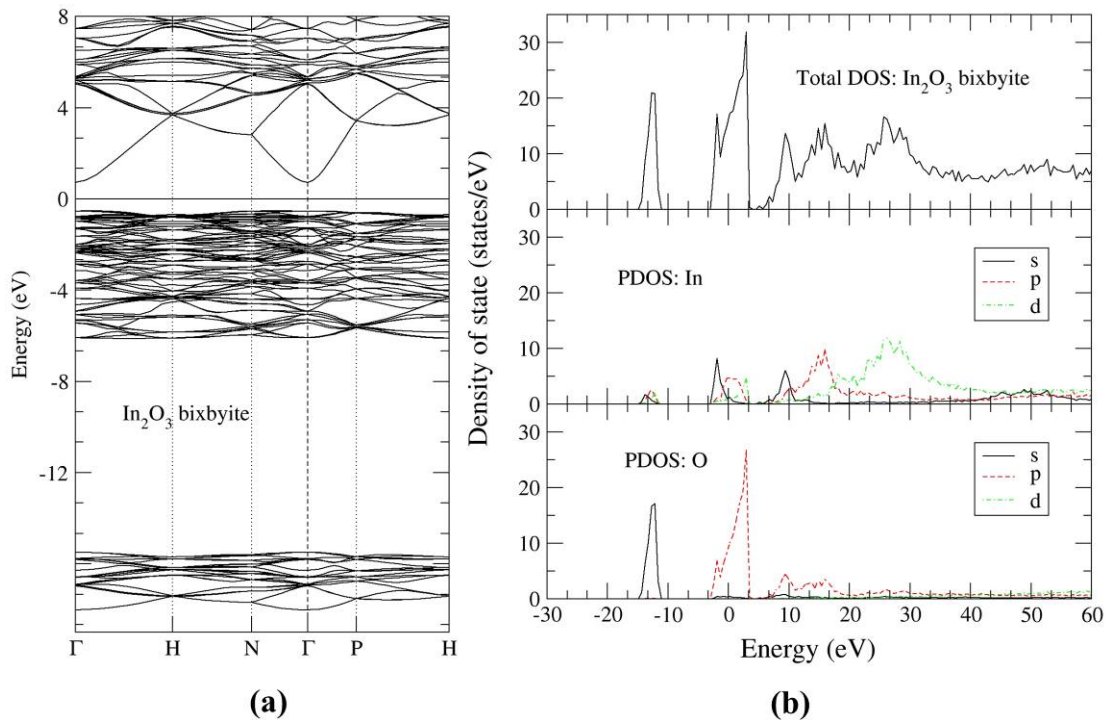 8
4
0
-4
-8
-12
Energy (eV)
In₂O₃ bixbyite
Γ
H
N
Γ
P
H
(a)
Density of state (states/eV)
30
20
10
0
Total DOS: In₂O₃ bixbyite
30
20
10
0
PDOS: In
s
p
d
30
20
10
0
PDOS: O
s
p
d
-30
-20
-10
0
10
20
30
40
50
60
Energy (eV)
(b)